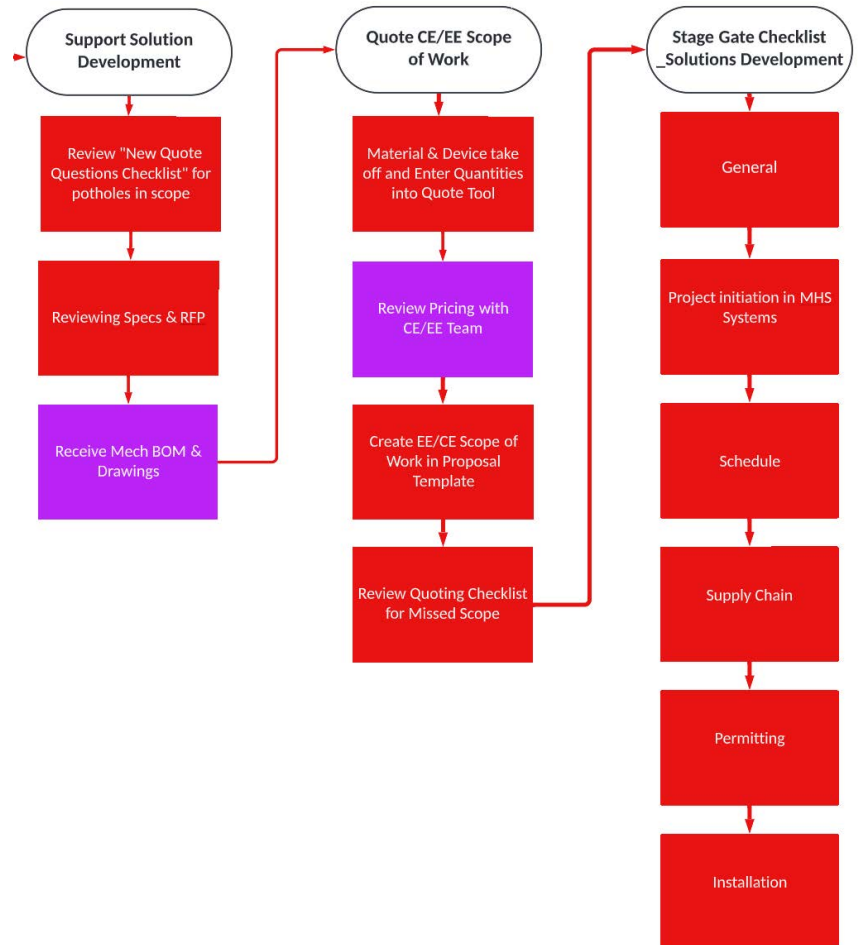 Support Solution
Development
Review "New Quote
Questions Checklist" for
potholes in scope
Reviewing Specs & RFP
Receive Mech BOM &
Drawings
Quote CE/EE Scope
of Work
Material & Device take
off and Enter Quantities
into Quote Tool
Review Pricing with
CE/EE Team
Create EE/CE Scope of
Work in Proposal
Template
Review Quoting Checklist
for Missed Scope
Stage Gate Checklist
_Solutions Development
General
Project initiation in MHS
Systems
Schedule
Supply Chain
Permitting
Installation